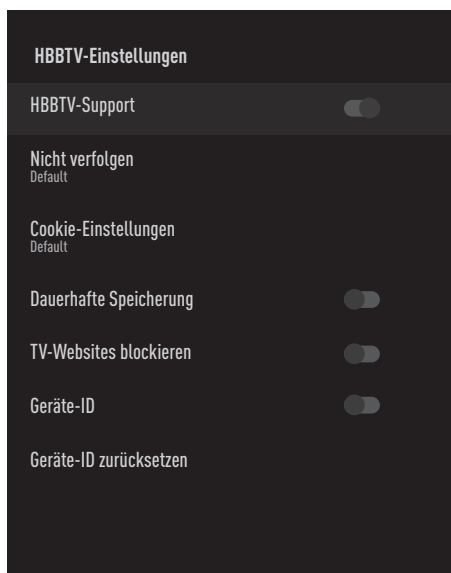 HBBTV-Einstellungen
HBBTV-Support
Nicht verfolgen
Default
Cookie-Einstellungen
Default
Dauerhafte Speicherung
TV-Websites blockieren
Geräte-ID
Geräte-ID zurücksetzen